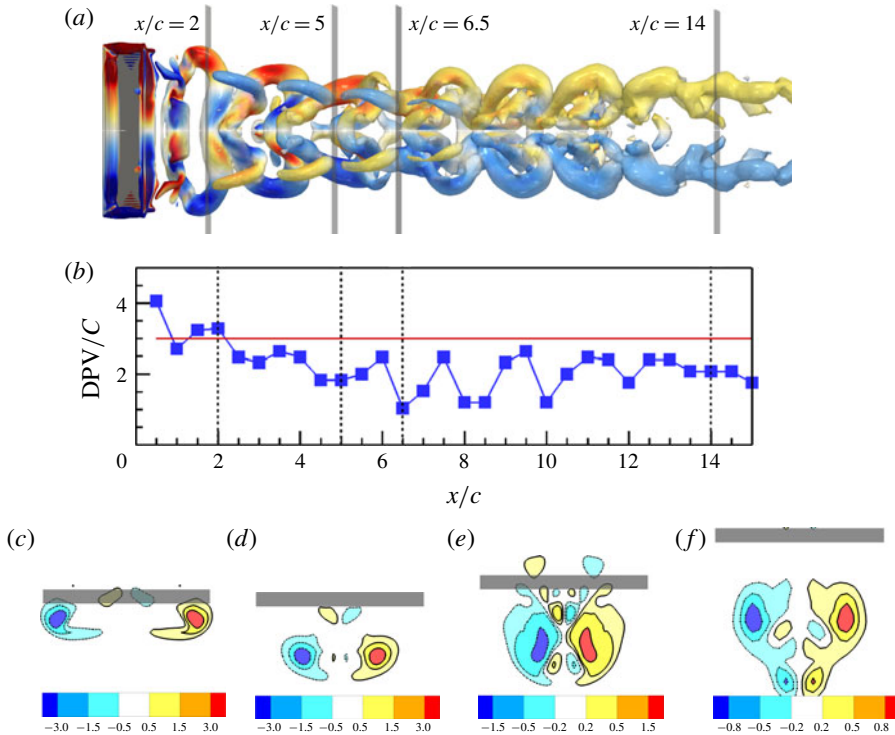 (a)
x/c = 2
x/c = 5
x/c = 6.5
x/c = 14
(b)
DPV/C
4
2
0
2 4 6 8 10 12 14
x/c
(c)
(d)
(e)
(f)
−3.0 −1.5 −0.5 0.5 1.5 3.0
−3.0 −1.5 −0.5 0.5 1.5 3.0
−1.5 −0.5 −0.2 0.2 0.5 1.5
−0.8 −0.5 −0.2 0.2 0.5 0.8